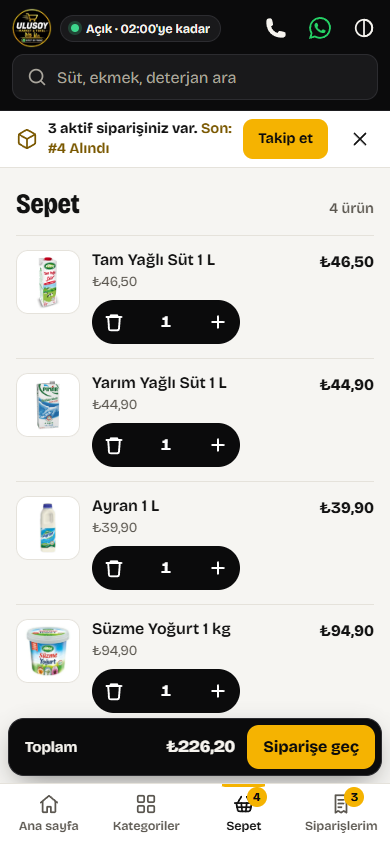 ULUSOY
Açık · 02:00'ye kadar
Süt, ekmek, deterjan ara
3 aktif siparişiniz var. Son:
#4 Alındı
Takip et
Sepet
4 ürün
Tam Yağlı Süt 1 L
₺46,50
₺46,50
1
Yarım Yağlı Süt 1 L
₺44,90
₺44,90
1
Ayran 1 L
₺39,90
₺39,90
1
Süzme Yoğurt 1 kg
₺94,90
₺94,90
Süzme
Yoğurt
1
Toplam
₺226,20
Siparişe geç
4
3
Ana sayfa
Kategoriler
Sepet
Siparişlerim